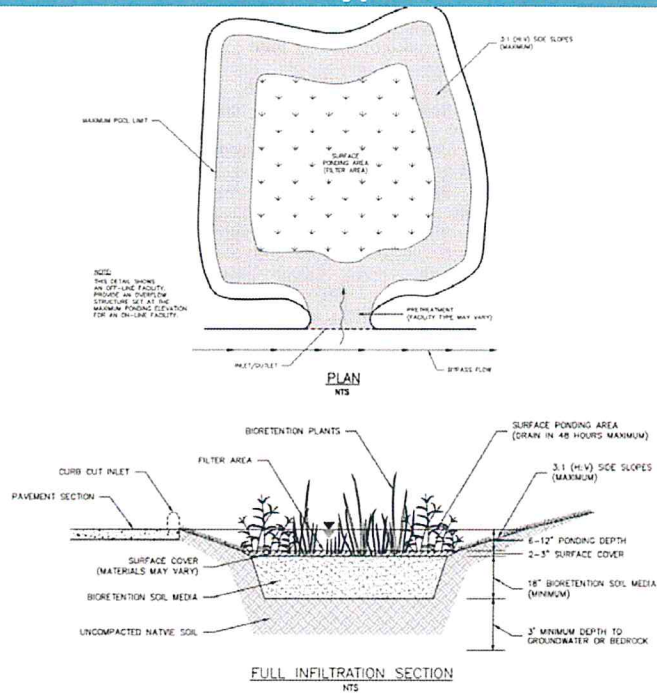 3:1 (H:V) SIDE SLOPES
(MAXIMUM)
MAXIMUM POOL LIMIT
SURFACE
PONDING AREA
(FILTER AREA)
NOTE:
THIS DETAIL SHOWS
AN OFF-LINE FACILITY.
PROVIDE AN OVERFLOW
STRUCTURE SET AT THE
MAXIMUM PONDING ELEVATION
FOR AN ON-LINE FACILITY.
PRETREATMENT
(FACILITY TYPE MAY VARY)
INLET/OUTLET
BYPASS FLOW
PLAN
NTS
BIORETENTION PLANTS
SURFACE PONDING AREA
(DRAIN IN 48 HOURS MAXIMUM)
FILTER AREA
3:1 (H:V) SIDE SLOPES
(MAXIMUM)
CURB CUT INLET
PAVEMENT SECTION
6-12" PONDING DEPTH
2-3" SURFACE COVER
SURFACE COVER
(MATERIALS MAY VARY)
18" BIORETENTION SOIL MEDIA
(MINIMUM)
BIORETENTION SOIL MEDIA
UNCOMPACTED NATVIE SOIL
3' MINIMUM DEPTH TO
GROUNDWATER OR BEDROCK
FULL INFILTRATION SECTION
NTS